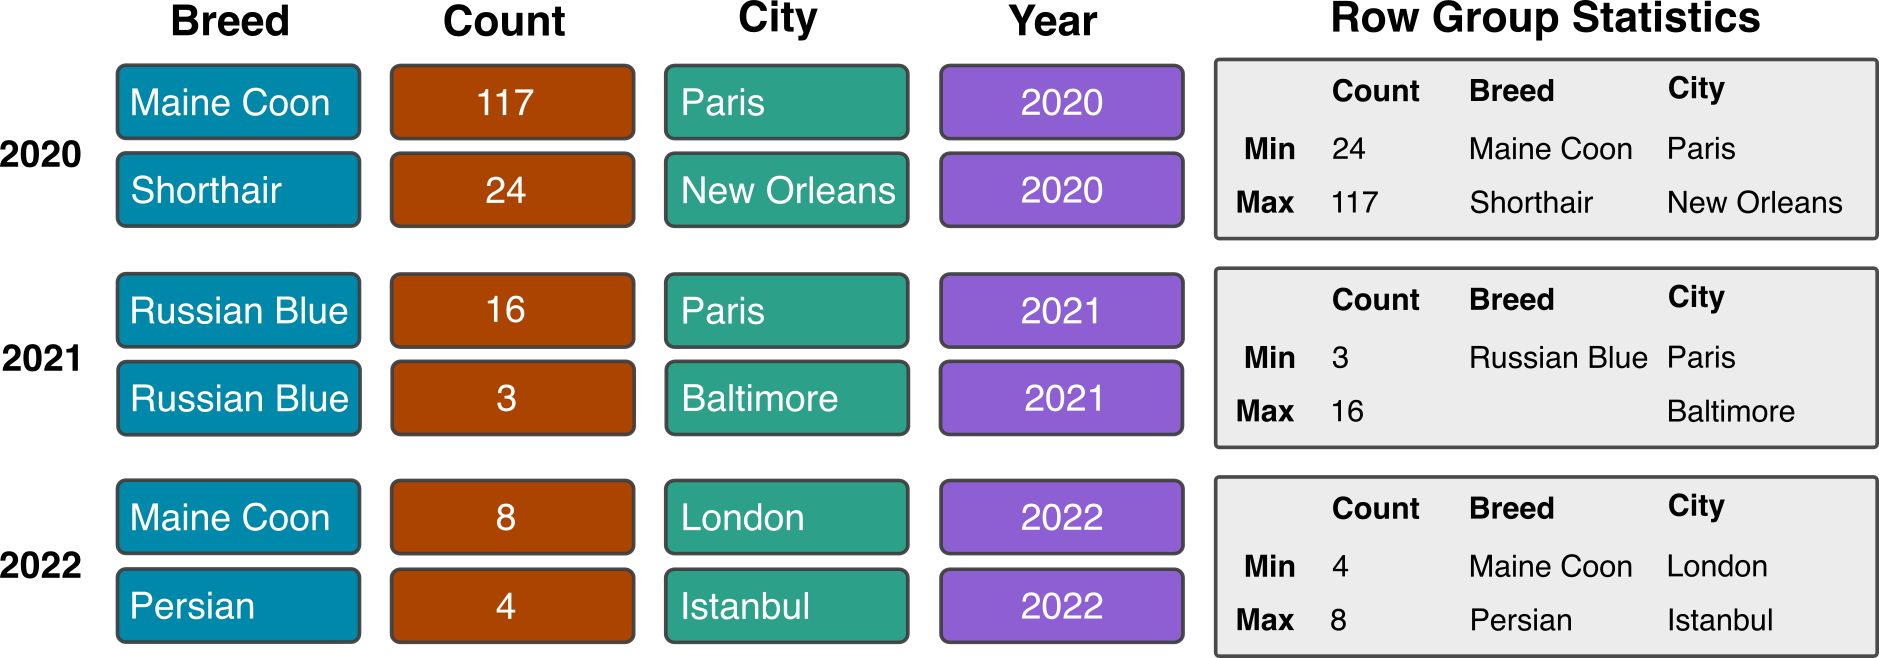 Breed Count City Year Row Group Statistics
2020
Maine Coon 117 Paris 2020
Shorthair 24 New Orleans 2020
Count Breed City
Min 24 Maine Coon Paris
Max 117 Shorthair New Orleans
2021
Russian Blue 16 Paris 2021
Russian Blue 3 Baltimore 2021
Count Breed City
Min 3 Russian Blue Paris
Max 16 Baltimore
2022
Maine Coon 8 London 2022
Persian 4 Istanbul 2022
Count Breed City
Min 4 Maine Coon London
Max 8 Persian Istanbul